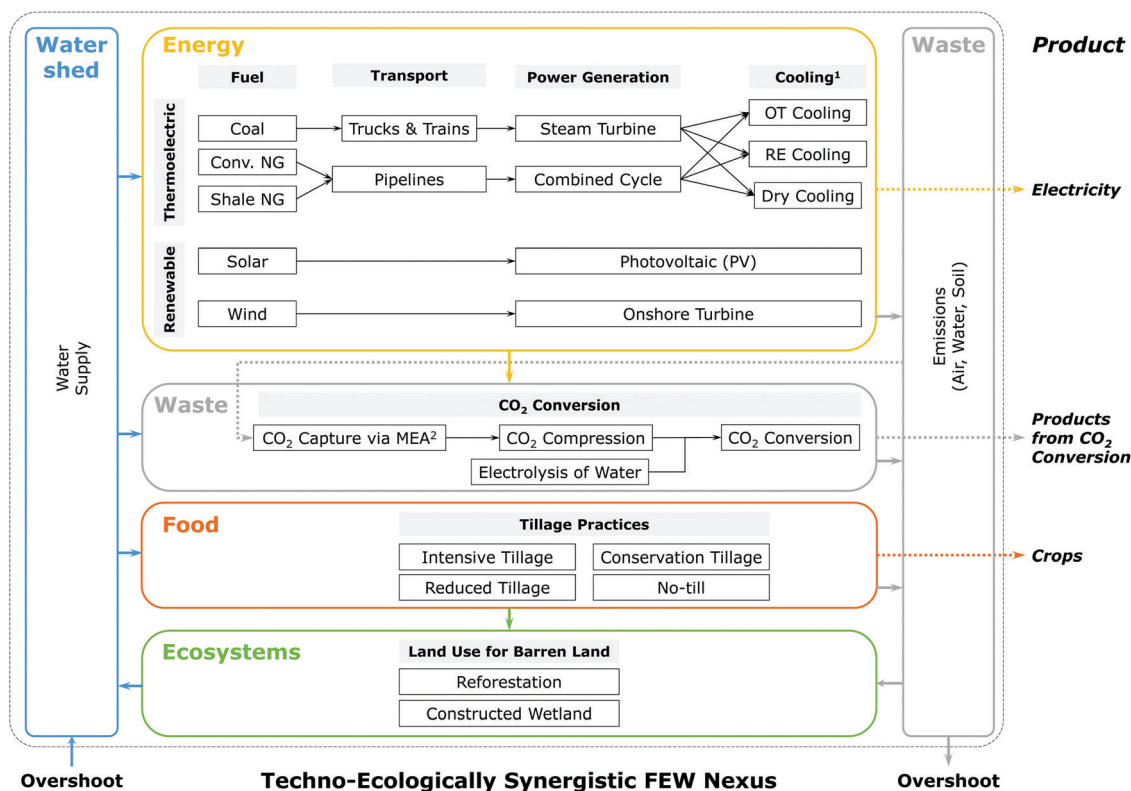 Water
shed
Energy
Waste
Product
Fuel
Transport
Power Generation
Cooling¹
Thermoelectric
Coal
Trucks & Trains
Steam Turbine
OT Cooling
Conv. NG
RE Cooling
Pipelines
Combined Cycle
Shale NG
Dry Cooling
Electricity
Renewable
Solar
Photovoltaic (PV)
Wind
Onshore Turbine
Water
Supply
Emissions
(Air, Water, Soil)
Waste
CO₂ Conversion
CO₂ Capture via MEA²
CO₂ Compression
CO₂ Conversion
Electrolysis of Water
Products
from CO₂
Conversion
Food
Tillage Practices
Intensive Tillage
Conservation Tillage
Reduced Tillage
No-till
Crops
Ecosystems
Land Use for Barren Land
Reforestation
Constructed Wetland
Overshoot
Techno-Ecologically Synergistic FEW Nexus
Overshoot